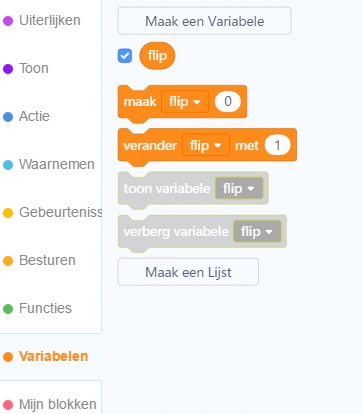 Uiterlijken
Toon
Actie
Waarnemen
Gebeurteniss
Besturen
Functies
Variabelen
Mijn blokken
Maak een Variabele
flip
maak flip 0
verander flip met 1
toon variabele flip
verberg variabele flip
Maak een Lijst